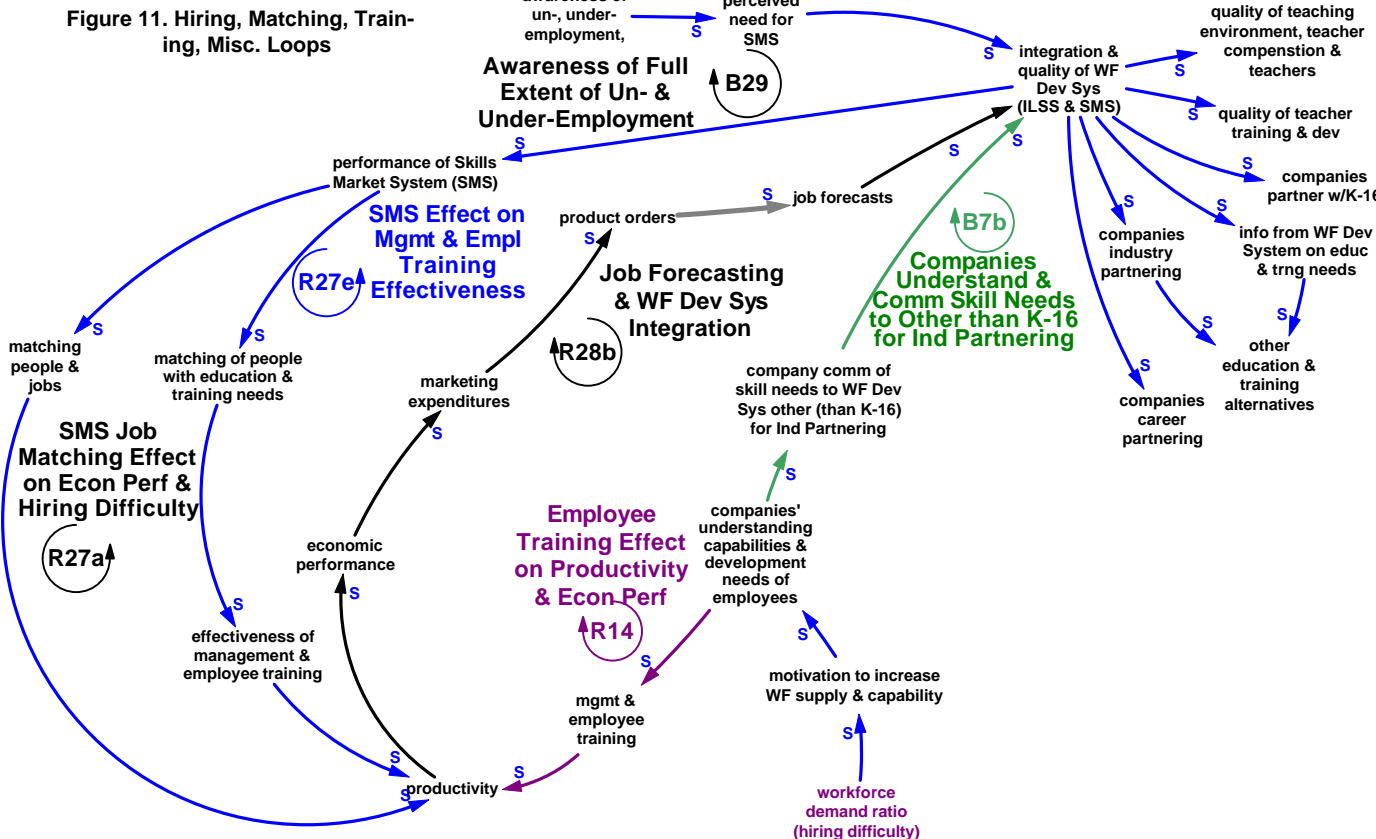 Figure 11. Hiring, Matching, Train-
ing, Misc. Loops
un-, under-
employment,
S
perceived
need for
SMS
S
integration &
quality of WF
Dev Sys
(ILSS & SMS)
S
quality of teaching
environment, teacher
compenstion &
teachers
S
quality of teacher
training & dev
S
companies
partner w/K-16
S
info from WF Dev
System on educ
& trng needs
S
companies
industry
partnering
S
S
other
education &
training
alternatives
S
companies
career
partnering
Awareness of Full
Extent of Un- &
Under-Employment
B29
S
performance of Skills
Market System (SMS)
SMS Effect on
Mgmt & Empl
Training
Effectiveness
R27e
product orders
S
S
job forecasts
S
S
B7b
Companies
Understand &
Comm Skill Needs
to Other than K-16
for Ind Partnering
Job Forecasting
& WF Dev Sys
Integration
R28b
S
matching
people &
jobs
S
matching of people
with education &
training needs
marketing
expenditures
S
company comm of
skill needs to WF Dev
Sys other (than K-16)
for Ind Partnering
S
SMS Job
Matching Effect
on Econ Perf &
Hiring Difficulty
R27a
economic
performance
S
Employee
Training Effect
on Productivity
& Econ Perf
R14
companies'
understanding
capabilities &
development
needs of
employees
S
S
effectiveness of
management &
employee training
S
mgmt &
employee
training
S
motivation to increase
WF supply & capability
S
S
S
S
productivity
workforce
demand ratio
(hiring difficulty)